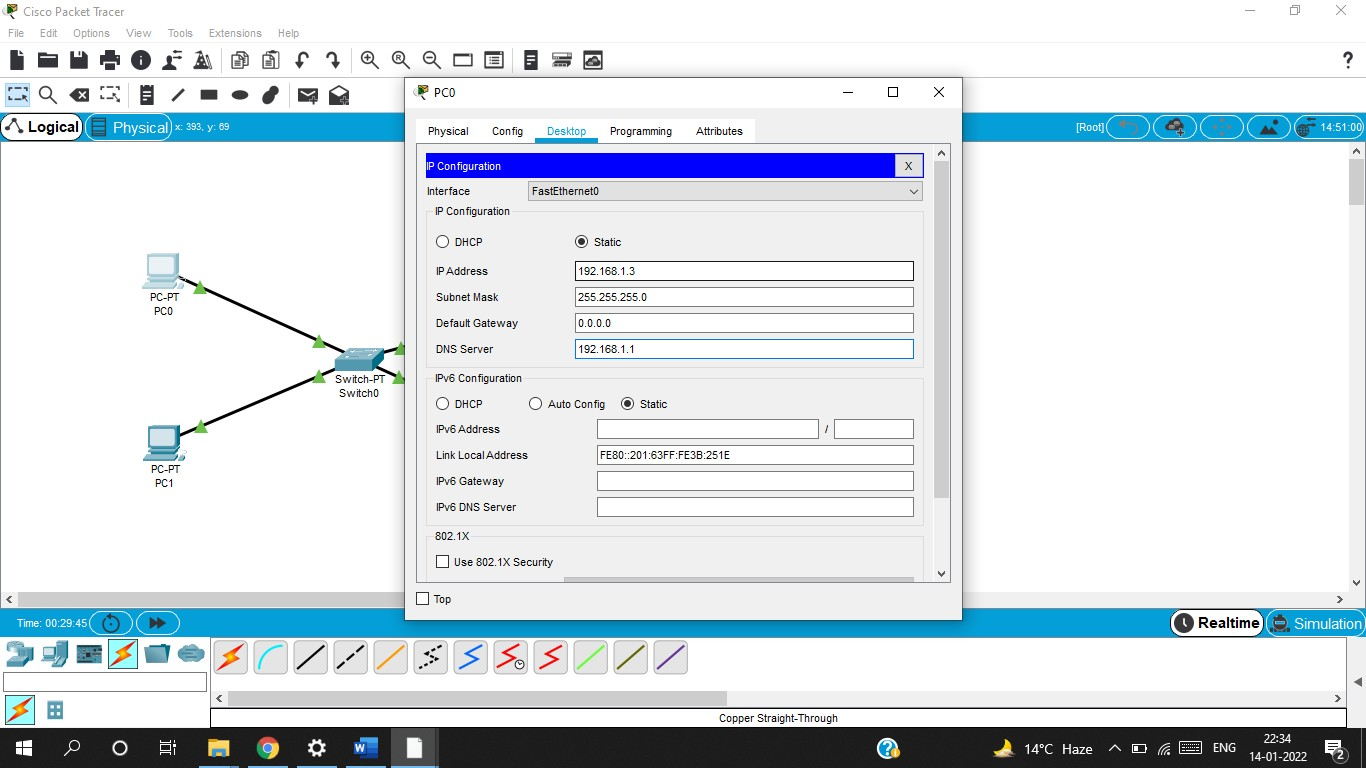 Cisco Packet Tracer
File Edit Options View Tools Extensions Help
Logical
Physical
x: 393, y: 69
[Root]
14:51:00
PC-PT
PC0
Switch-PT
Switch0
PC-PT
PC1
PC0
Physical Config Desktop Programming Attributes
IP Configuration
X
Interface FastEthernet0
IP Configuration
DHCP Static
IP Address 192.168.1.3
Subnet Mask 255.255.255.0
Default Gateway 0.0.0.0
DNS Server 192.168.1.1
IPv6 Configuration
DHCP Auto Config Static
IPv6 Address /
Link Local Address FE80::201:63FF:FE3B:251E
IPv6 Gateway
IPv6 DNS Server
802.1X
Use 802.1X Security
Top
Time: 00:29:45
Realtime
Simulation
Copper Straight-Through
14°C Haze
ENG
22:34
14-01-2022
2